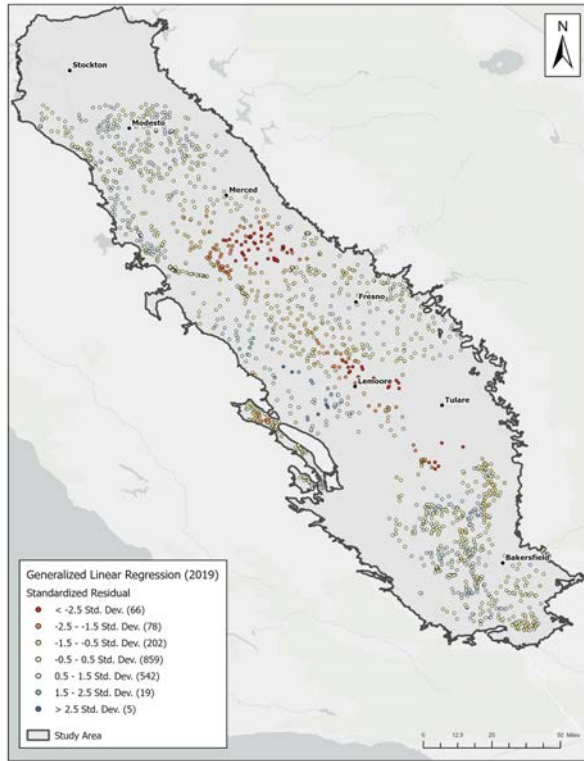 N
Stockton
Modesto
Merced
Fresno
Lemoore
Tulare
Bakersfield
Generalized Linear Regression (2019)
Standardized Residual
< -2.5 Std. Dev. (66)
-2.5 - -1.5 Std. Dev. (78)
-1.5 - -0.5 Std. Dev. (202)
-0.5 - 0.5 Std. Dev. (859)
0.5 - 1.5 Std. Dev. (542)
1.5 - 2.5 Std. Dev. (19)
> 2.5 Std. Dev. (5)
Study Area
0 12.5 25 50 Miles